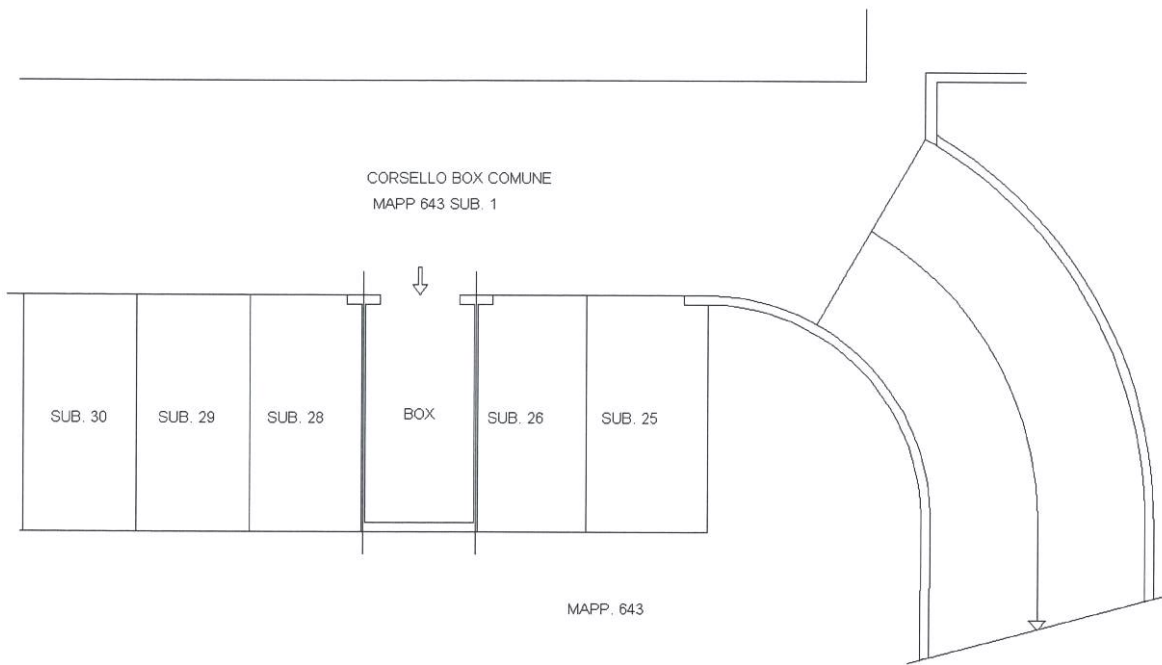 CORSELLO BOX COMUNE
MAPP 643 SUB. 1
SUB. 30
SUB. 29
SUB. 28
BOX
SUB. 26
SUB. 25
MAPP. 643